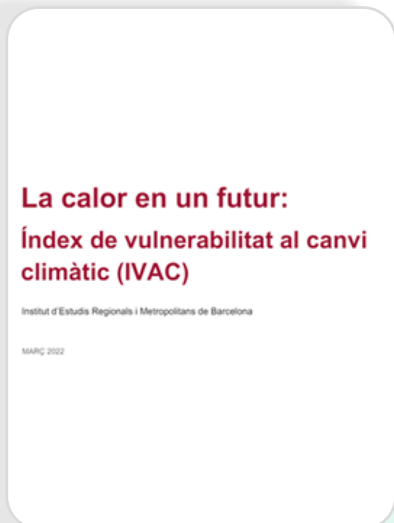 La calor en un futur:
Índex de vulnerabilitat al canvi
climàtic (IVAC)
Institut d'Estudis Regionals i Metropolitans de Barcelona
MARÇ 2022